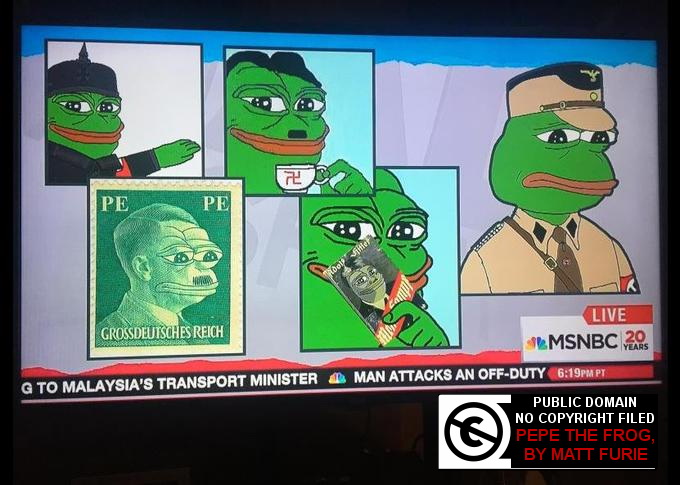 PE PE
GROSSDEUTSCHES REICH
LIVE
MSNBC 20 YEARS
G TO MALAYSIA'S TRANSPORT MINISTER MAN ATTACKS AN OFF-DUTY 6:19PM PT
PUBLIC DOMAIN
NO COPYRIGHT FILED
PEPE THE FROG,
BY MATT FURIE